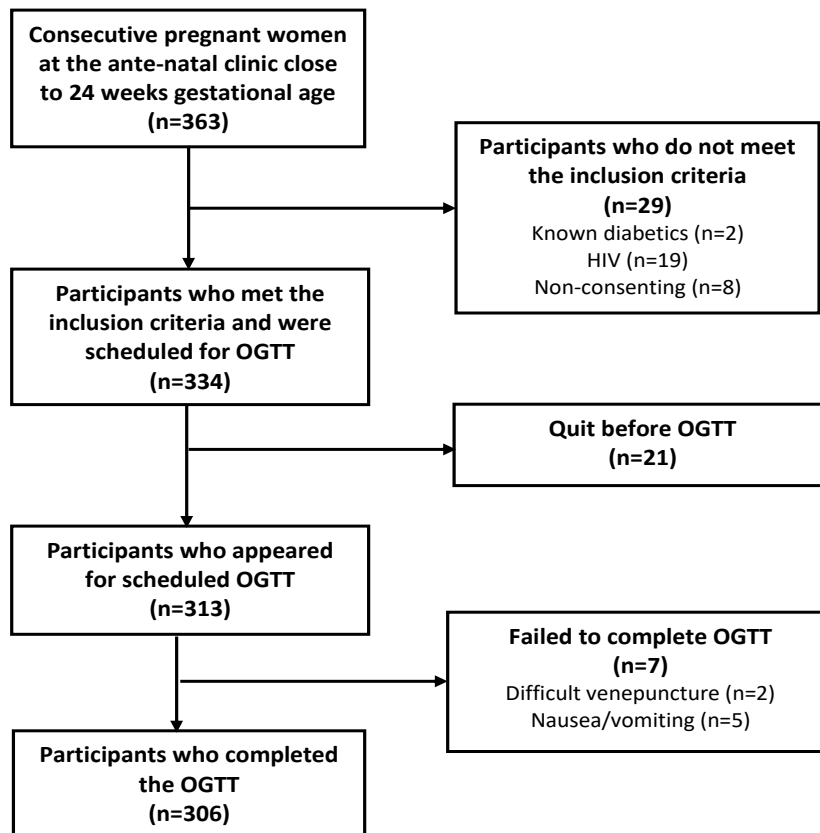 Consecutive pregnant women
at the ante-natal clinic close
to 24 weeks gestational age
(n=363)
Participants who do not meet
the inclusion criteria
(n=29)
Known diabetics (n=2)
HIV (n=19)
Non-consenting (n=8)
Participants who met the
inclusion criteria and were
scheduled for OGTT
(n=334)
Quit before OGTT
(n=21)
Participants who appeared
for scheduled OGTT
(n=313)
Failed to complete OGTT
(n=7)
Difficult venepuncture (n=2)
Nausea/vomiting (n=5)
Participants who completed
the OGTT
(n=306)